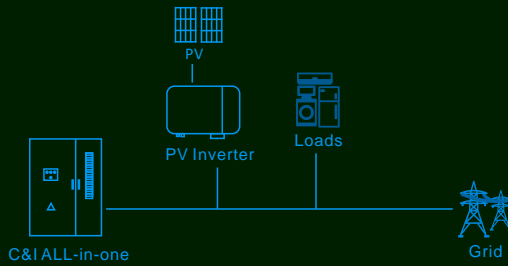 PV
PV Inverter
Loads
C&I ALL-in-one
Grid